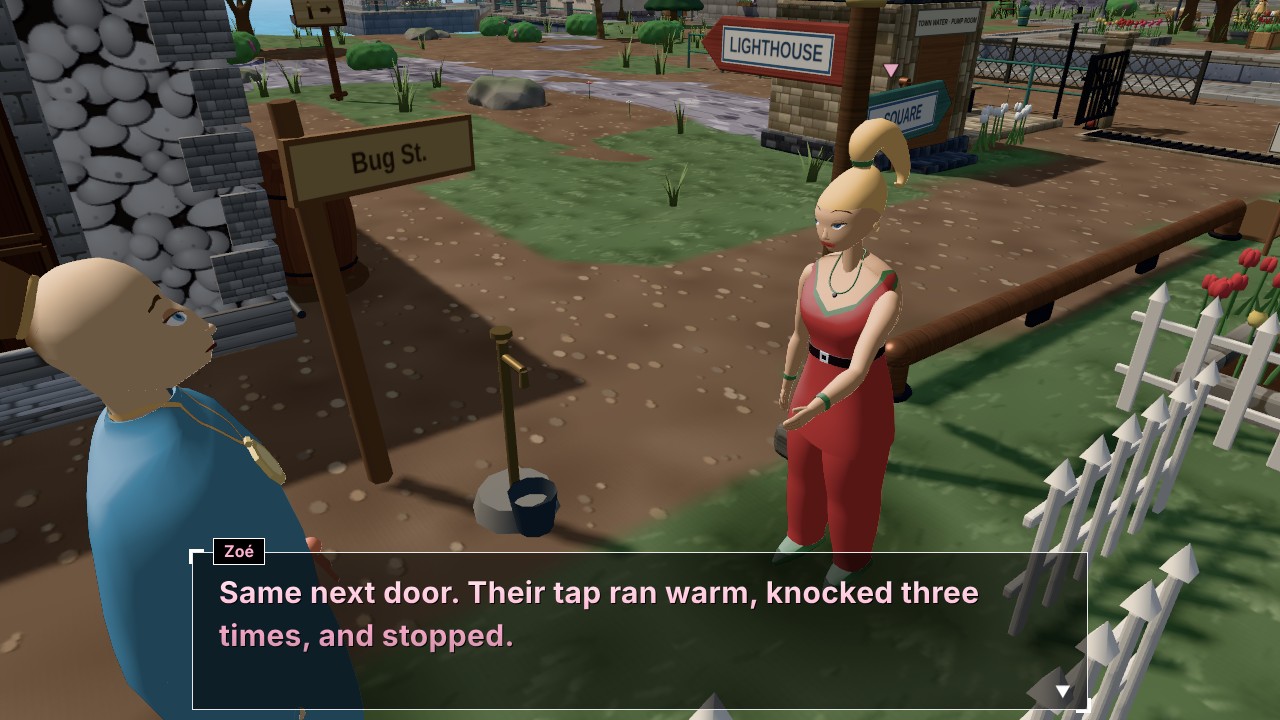 LIGHTHOUSE
TOWN WATER · PUMP ROOM
SQUARE
Bug St.
Zoé
Same next door. Their tap ran warm, knocked three
times, and stopped.